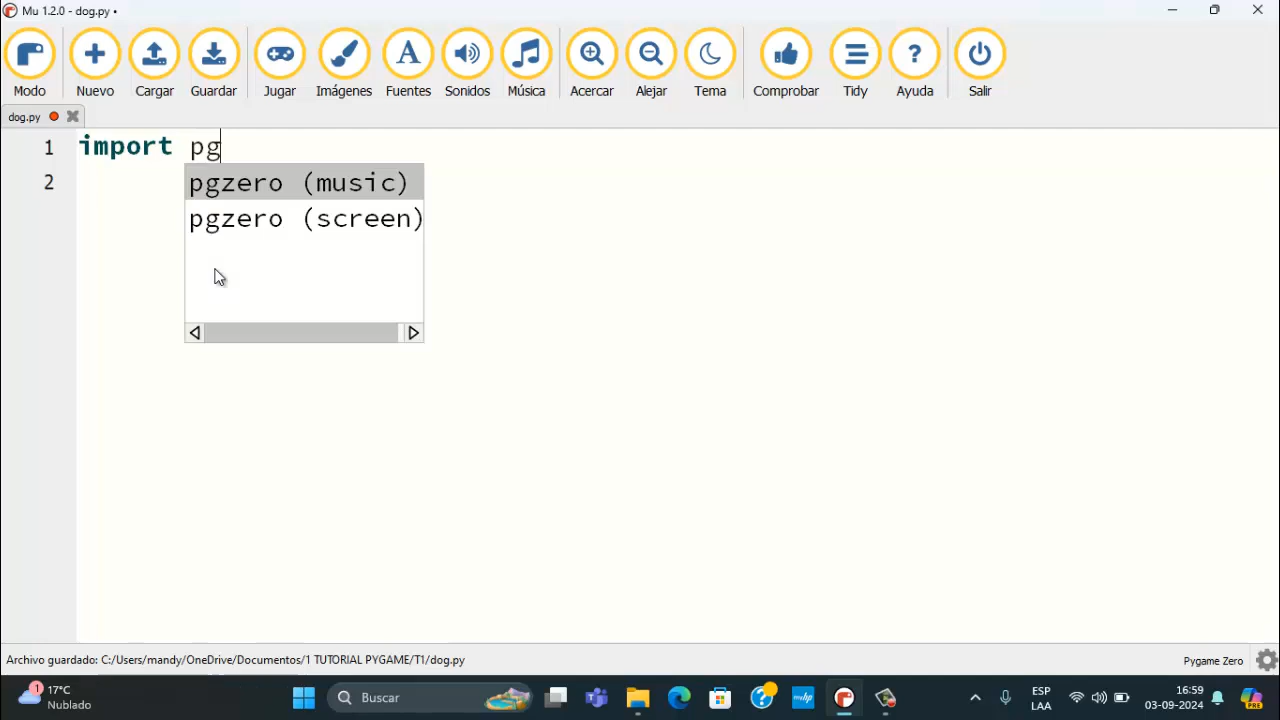 Mu 1.2.0 - dog.py •
Modo Nuevo Cargar Guardar Jugar Imágenes Fuentes Sonidos Música Acercar Alejar Tema Comprobar Tidy Ayuda Salir
dog.py
1 import pg
2
pgzero (music)
pgzero (screen)
Archivo guardado: C:/Users/mandy/OneDrive/Documentos/1 TUTORIAL PYGAME/T1/dog.py Pygame Zero
1 17°C
Nublado
Buscar
ESP
LAA
16:59
03-09-2024
PRE